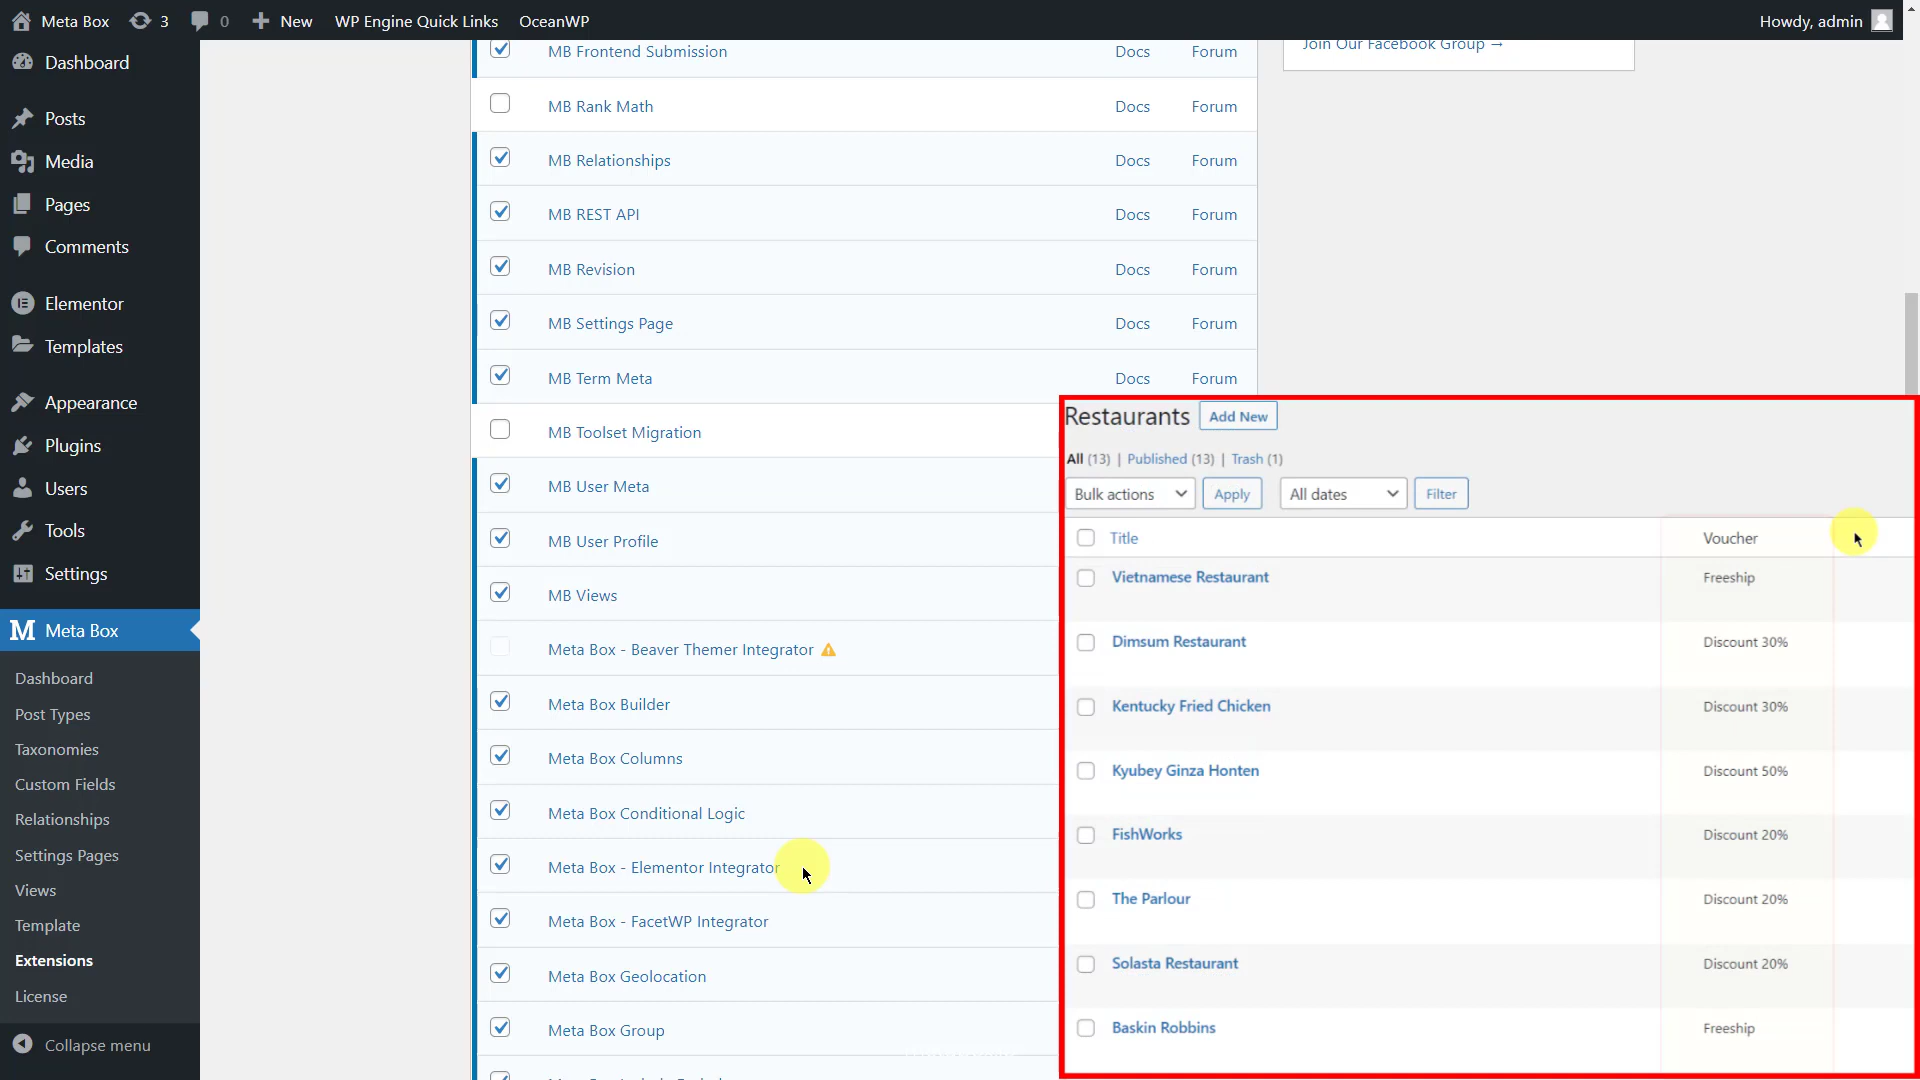 Meta Box 3 0 New WP Engine Quick Links OceanWP Howdy, admin
Dashboard
Posts
Media
Pages
Comments
Elementor
Templates
Appearance
Plugins
Users
Tools
Settings
Meta Box
Dashboard
Post Types
Taxonomies
Custom Fields
Relationships
Settings Pages
Views
Template
Extensions
License
Collapse menu
MB Frontend Submission Docs Forum
MB Rank Math Docs Forum
MB Relationships Docs Forum
MB REST API Docs Forum
MB Revision Docs Forum
MB Settings Page Docs Forum
MB Term Meta Docs Forum
MB Toolset Migration
MB User Meta
MB User Profile
MB Views
Meta Box - Beaver Themer Integrator
Meta Box Builder
Meta Box Columns
Meta Box Conditional Logic
Meta Box - Elementor Integrator
Meta Box - FacetWP Integrator
Meta Box Geolocation
Meta Box Group
Join Our Facebook Group →
Restaurants Add New
All (13) | Published (13) | Trash (1)
Bulk actions Apply All dates Filter
Title Voucher
Vietnamese Restaurant Freeship
Dimsum Restaurant Discount 30%
Kentucky Fried Chicken Discount 30%
Kyubey Ginza Honten Discount 50%
FishWorks Discount 20%
The Parlour Discount 20%
Solasta Restaurant Discount 20%
Baskin Robbins Freeship